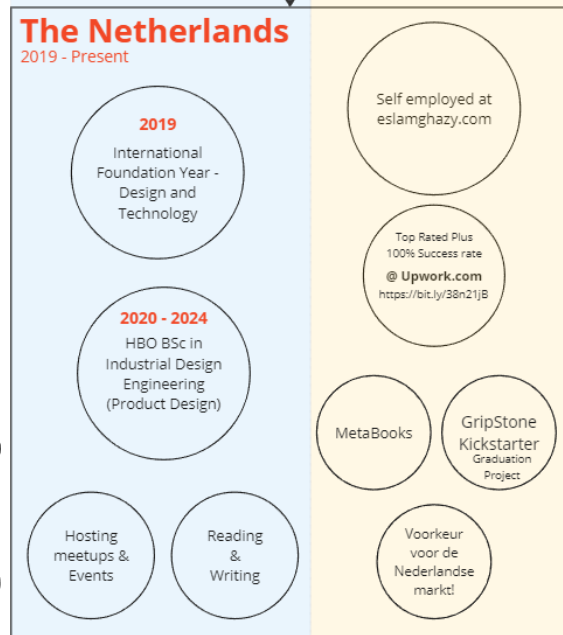 The Netherlands
2019 - Present
2019
International
Foundation Year -
Design and
Technology
2020 - 2024
HBO BSc in
Industrial Design
Engineering
(Product Design)
Hosting
meetups &
Events
Reading
&
Writing
Self employed at
eslamghazy.com
Top Rated Plus
100% Success rate
@ Upwork.com
https://bit.ly/38n21jB
MetaBooks
GripStone
Kickstarter
Graduation
Project
Voorkeur
voor de
Nederlandse
markt!